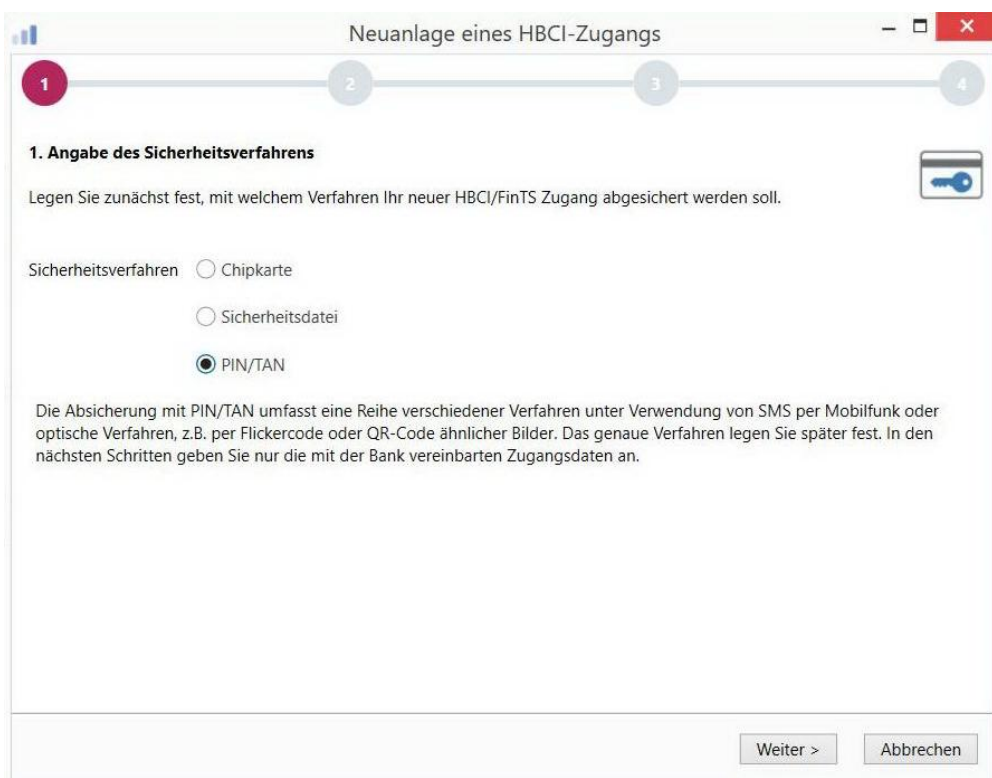 Neuanlage eines HBCI-Zugangs
1 2 3 4
1. Angabe des Sicherheitsverfahrens
Legen Sie zunächst fest, mit welchem Verfahren Ihr neuer HBCI/FinTS Zugang abgesichert werden soll.
Sicherheitsverfahren Chipkarte
Sicherheitsdatei
PIN/TAN
Die Absicherung mit PIN/TAN umfasst eine Reihe verschiedener Verfahren unter Verwendung von SMS per Mobilfunk oder
optische Verfahren, z.B. per Flickercode oder QR-Code ähnlicher Bilder. Das genaue Verfahren legen Sie später fest. In den
nächsten Schritten geben Sie nur die mit der Bank vereinbarten Zugangsdaten an.
Weiter > Abbrechen